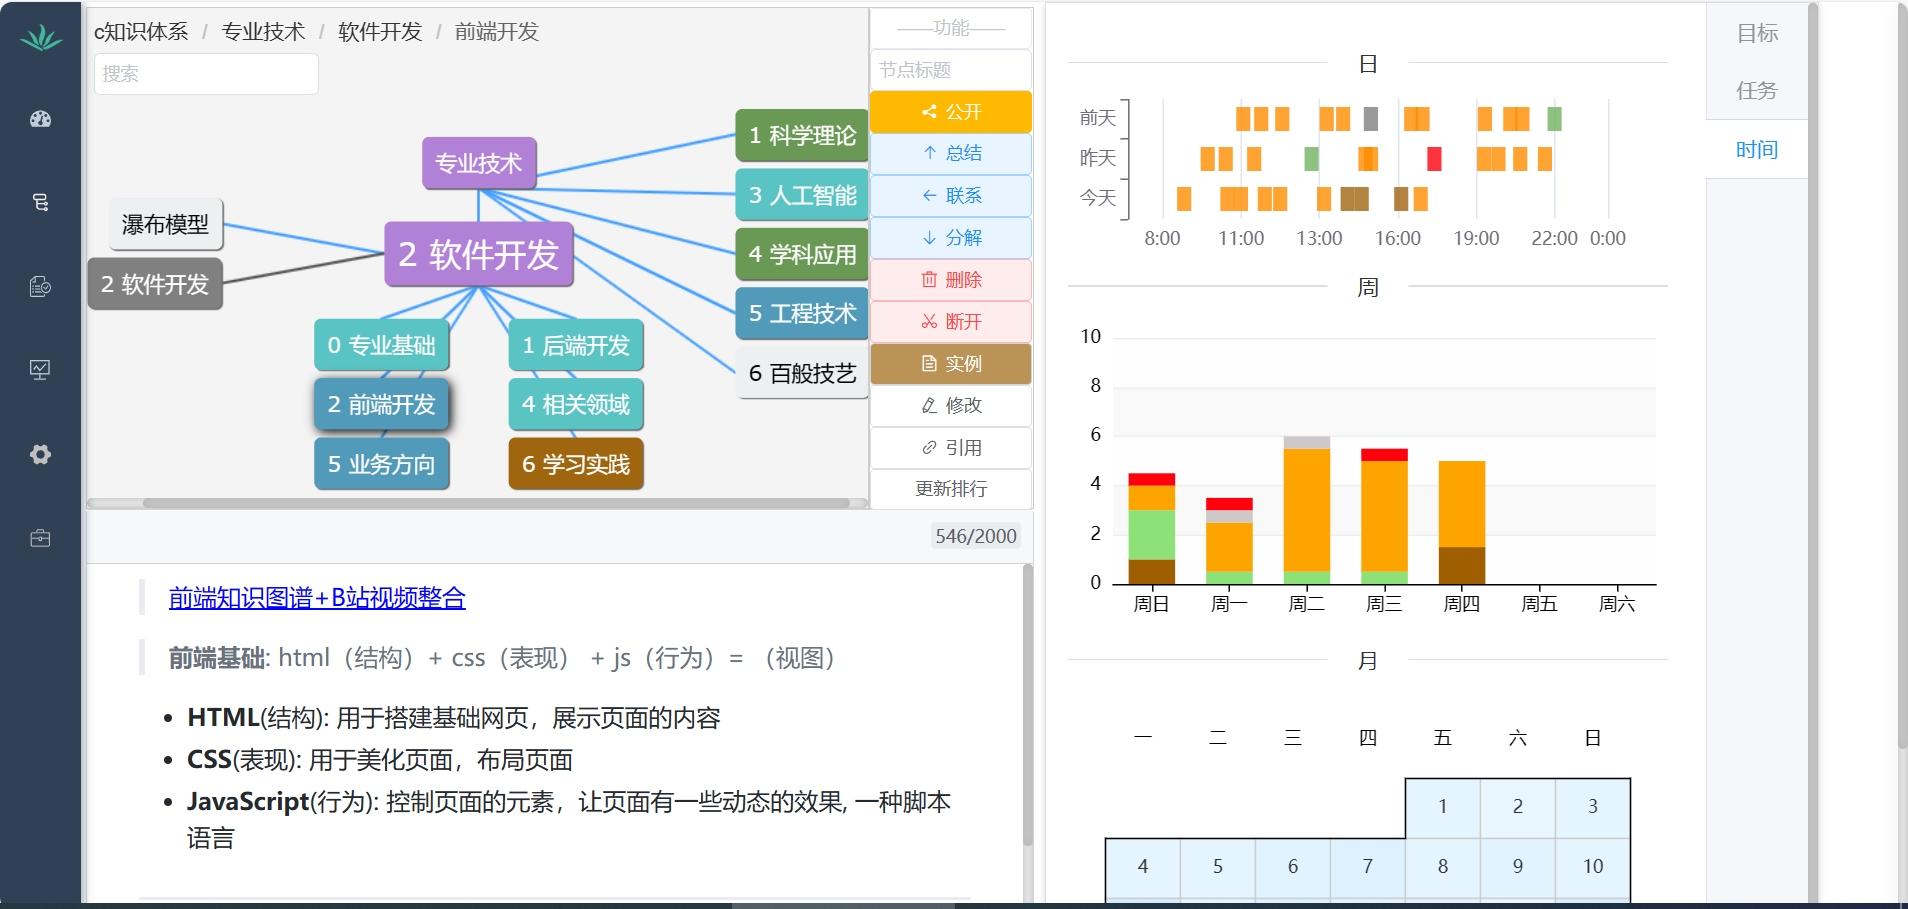 c知识体系 / 专业技术 / 软件开发 / 前端开发
搜索
专业技术
瀑布模型
2 软件开发
2 软件开发
1 科学理论
3 人工智能
4 学科应用
5 工程技术
6 百般技艺
0 专业基础
1 后端开发
2 前端开发
4 相关领域
5 业务方向
6 学习实践
功能
节点标题
公开
总结
联系
分解
删除
断开
实例
修改
引用
更新排行
546/2000
前端知识图谱+B站视频整合
前端基础: html（结构）+ css（表现） + js（行为）= （视图）
HTML(结构): 用于搭建基础网页，展示页面的内容
CSS(表现): 用于美化页面，布局页面
JavaScript(行为): 控制页面的元素，让页面有一些动态的效果, 一种脚本
语言
日
前天
昨天
今天
8:00 11:00 13:00 16:00 19:00 22:00 0:00
周
10
8
6
4
2
0
周日 周一 周二 周三 周四 周五 周六
月
一 二 三 四 五 六 日
1 2 3
4 5 6 7 8 9 10
目标
任务
时间